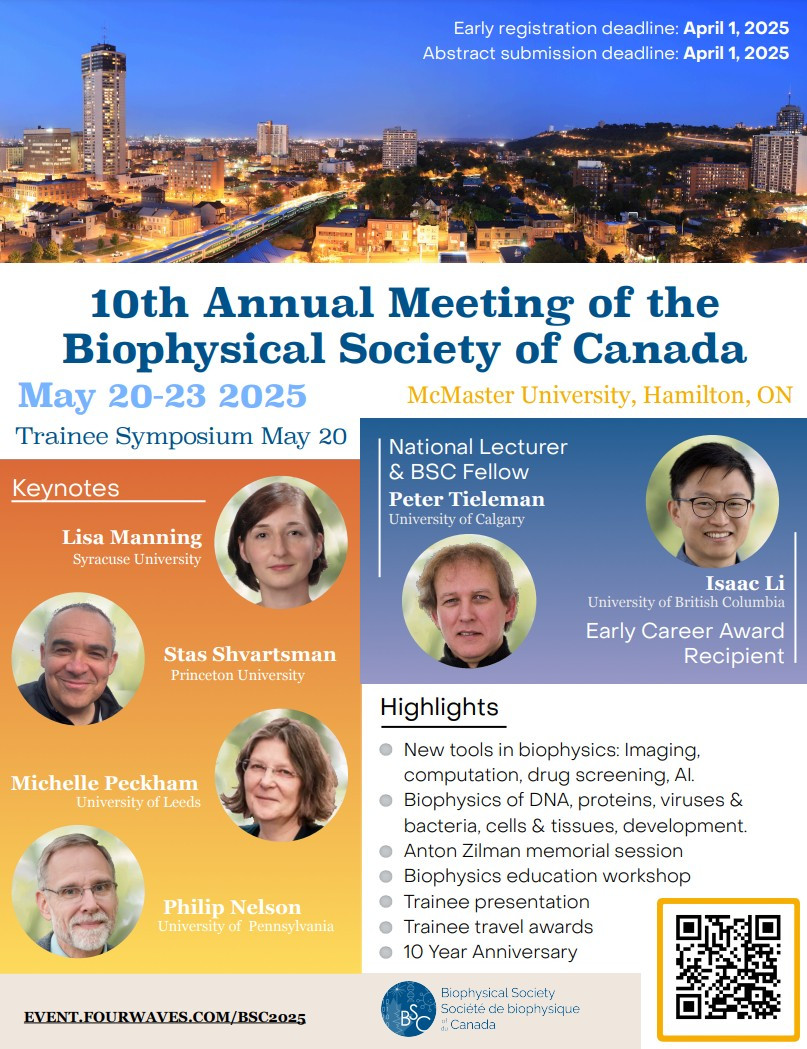 Early registration deadline: April 1, 2025
Abstract submission deadline: April 1, 2025
10th Annual Meeting of the
Biophysical Society of Canada
May 20-23 2025
McMaster University, Hamilton, ON
Trainee Symposium May 20
Keynotes
Lisa Manning
Syracuse University
Stas Shvartsman
Princeton University
Michelle Peckham
University of Leeds
Philip Nelson
University of Pennsylvania
National Lecturer
& BSC Fellow
Peter Tieleman
University of Calgary
Isaac Li
University of British Columbia
Early Career Award
Recipient
Highlights
New tools in biophysics: Imaging,
computation, drug screening, AI.
Biophysics of DNA, proteins, viruses &
bacteria, cells & tissues, development.
Anton Zilman memorial session
Biophysics education workshop
Trainee presentation
Trainee travel awards
10 Year Anniversary
EVENT.FOURWAVES.COM/BSC2025
BSC
Biophysical Society
Société de biophysique
of du Canada